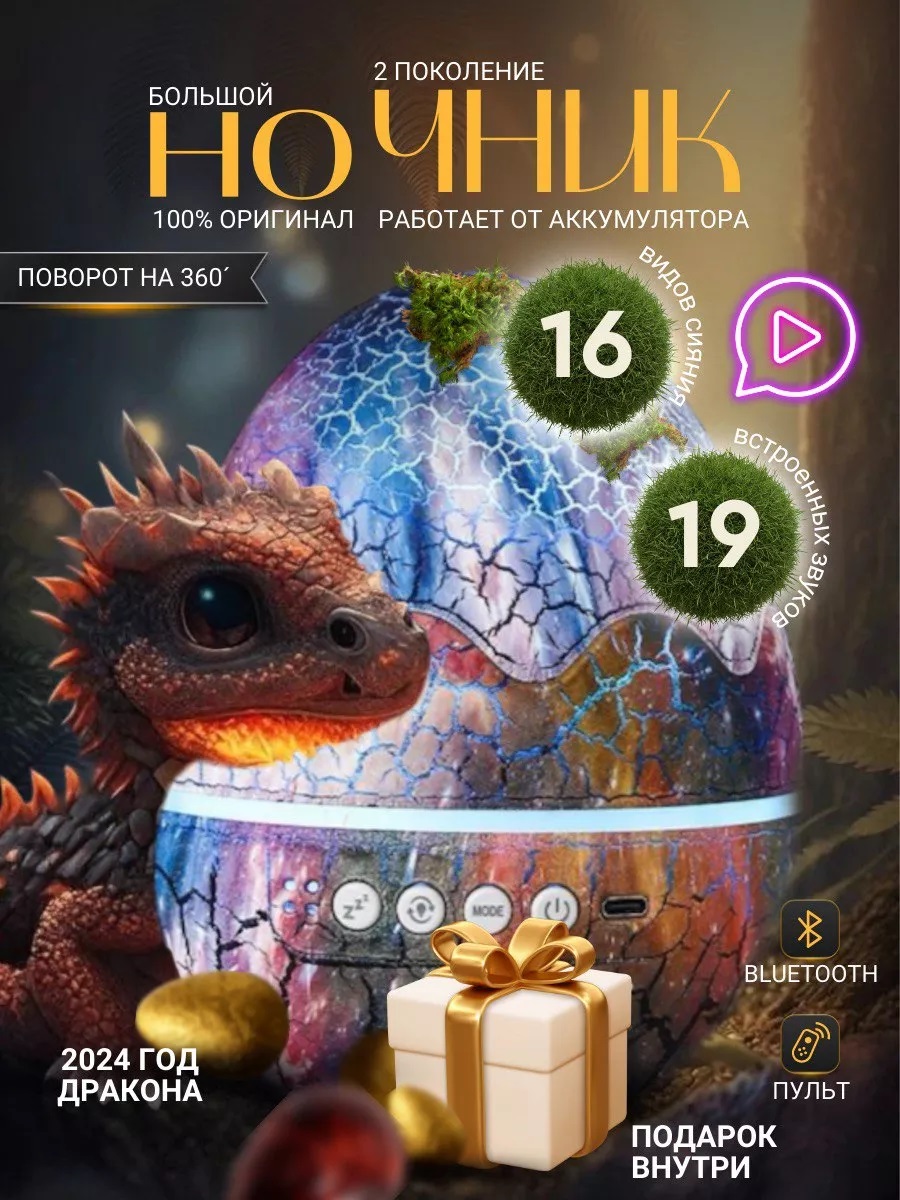 БОЛЬШОЙ
2 ПОКОЛЕНИЕ
НОЧНИК
100% ОРИГИНАЛ
РАБОТАЕТ ОТ АККУМУЛЯТОРА
ПОВОРОТ НА 360´
16
ВИДОВ СИЯНИЯ
19
ВСТРОЕННЫХ ЗВУКОВ
zzz
MODE
BLUETOOTH
ПУЛЬТ
2024 ГОД
ДРАКОНА
ПОДАРОК
ВНУТРИ